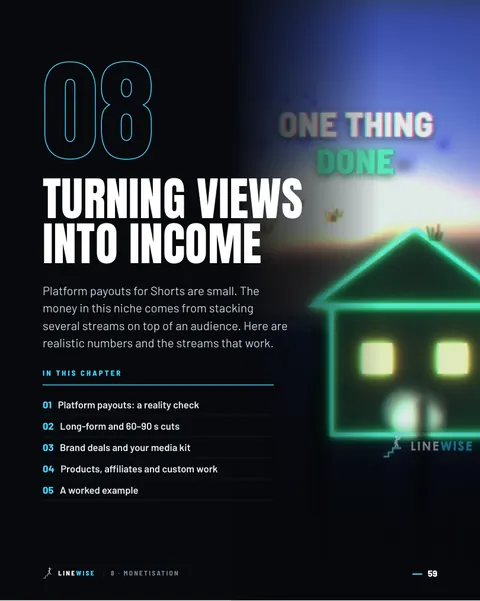 08
ONE THING
DONE
TURNING VIEWS
INTO INCOME
Platform payouts for Shorts are small. The
money in this niche comes from stacking
several streams on top of an audience. Here are
realistic numbers and the streams that work.
IN THIS CHAPTER
01 Platform payouts: a reality check
02 Long-form and 60–90 s cuts
03 Brand deals and your media kit
04 Products, affiliates and custom work
05 A worked example
LINEWISE
LINEWISE 8 · MONETISATION
59